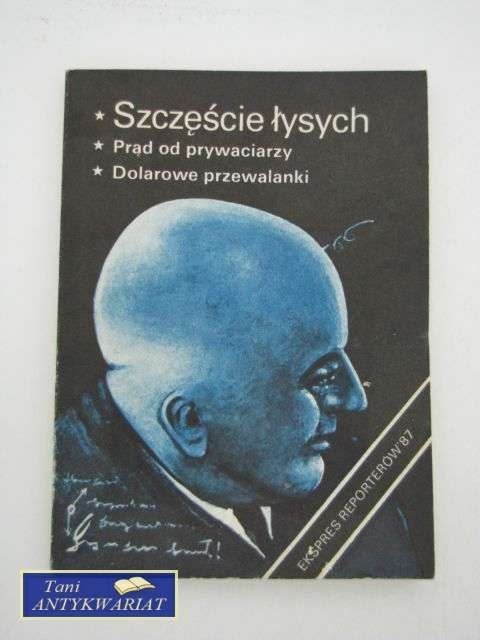 * Szczęście łysych
* Prąd od prywaciarzy
* Dolarowe przewalanki
EKSPRES REPORTERÓW'87
Tani
ANTYKWARIAT